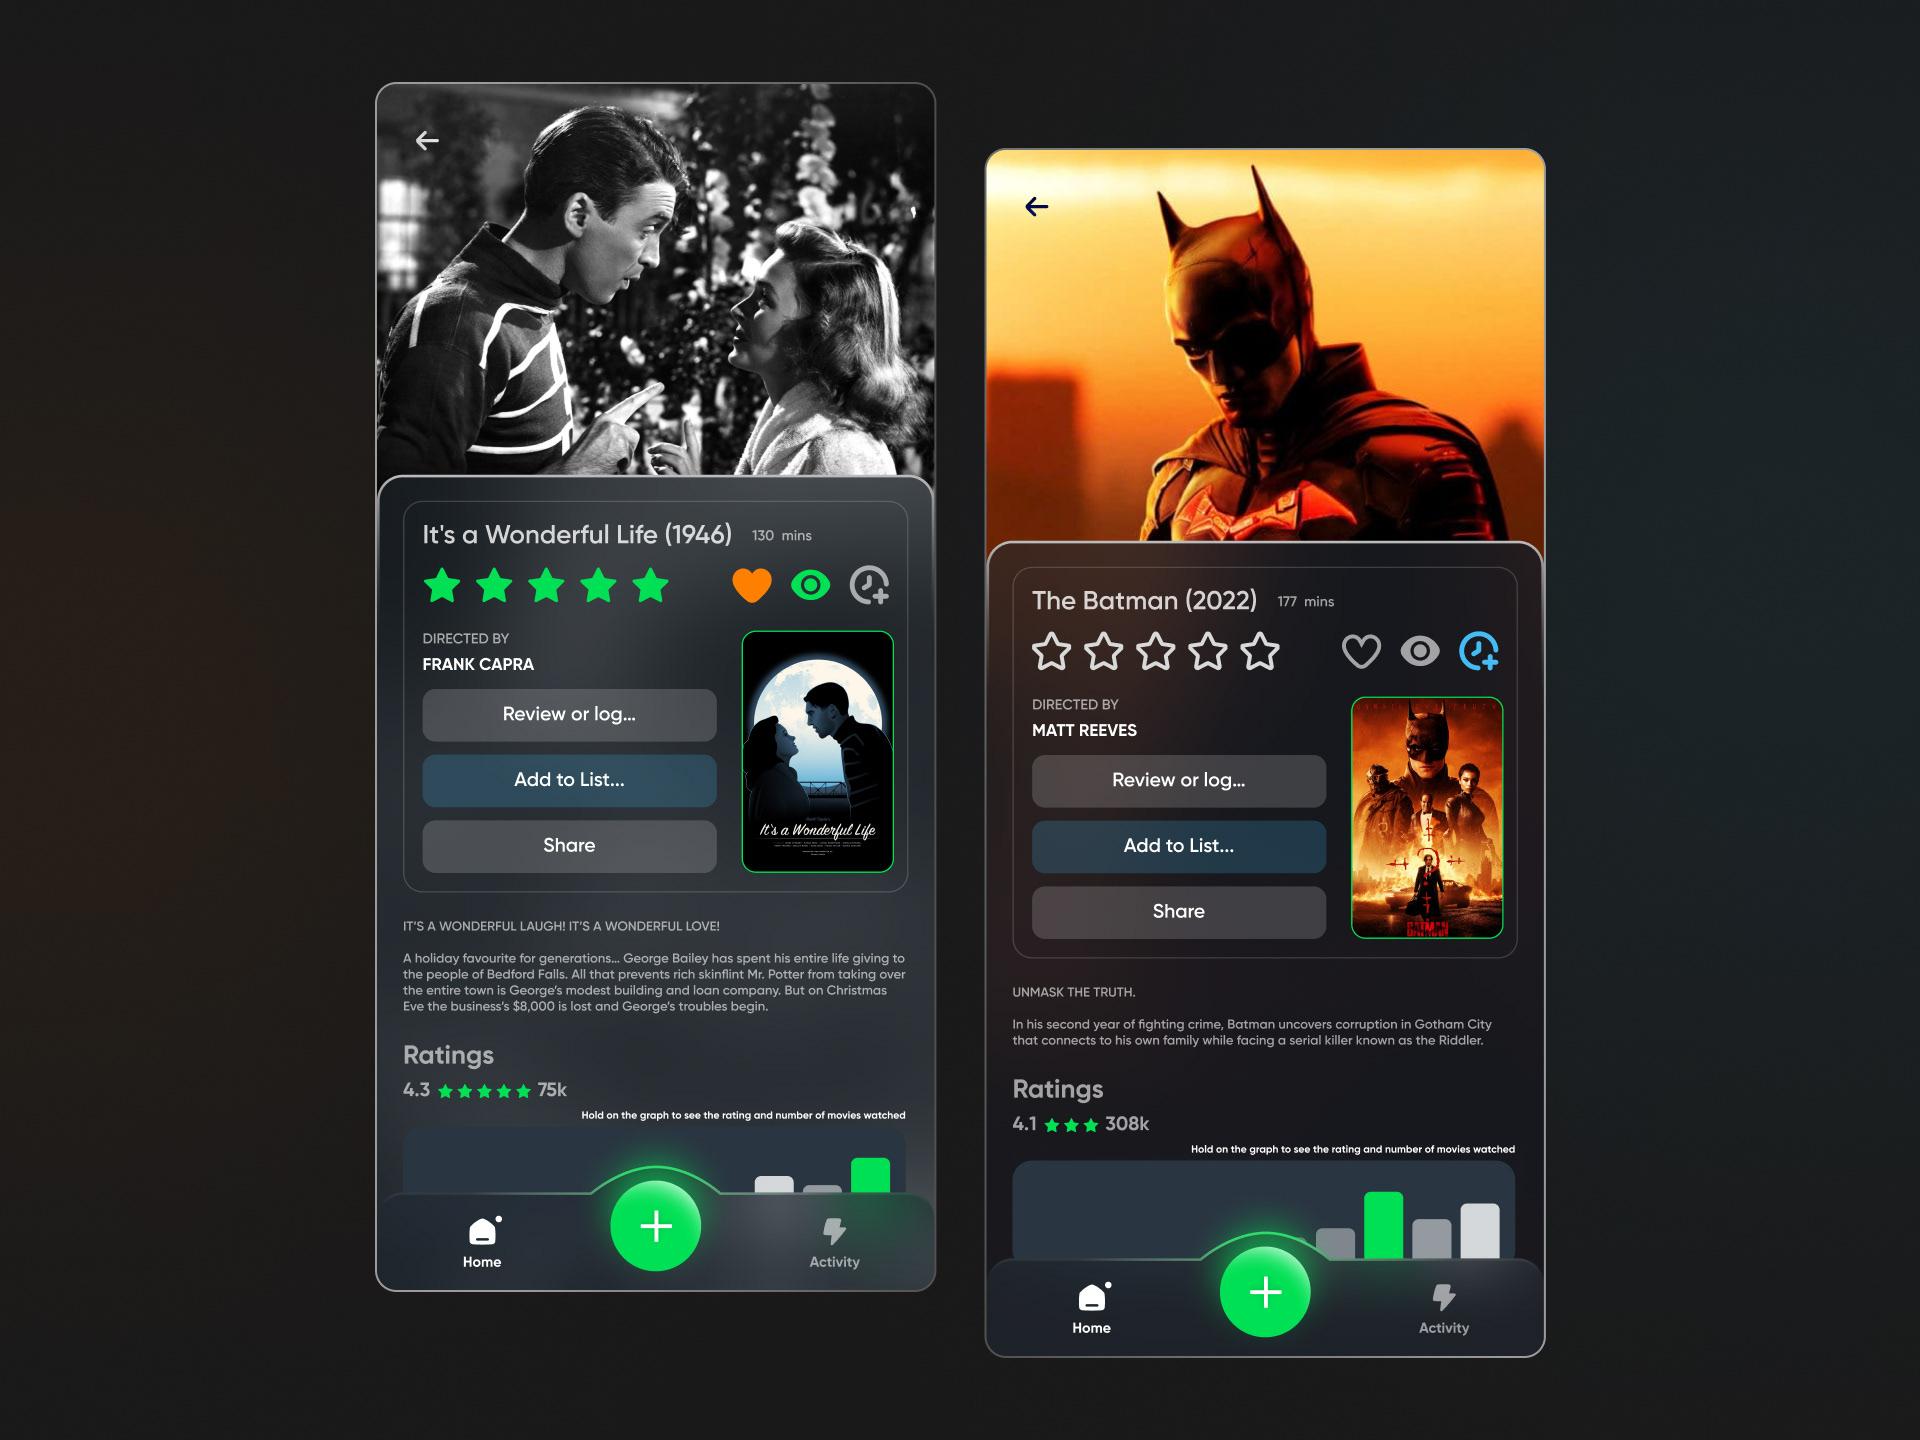 It's a Wonderful Life (1946) 130 mins
DIRECTED BY
FRANK CAPRA
Review or log...
Add to List...
Share
It's a Wonderful Life
IT'S A WONDERFUL LAUGH! IT'S A WONDERFUL LOVE!
A holiday favourite for generations... George Bailey has spent his entire life giving to
the people of Bedford Falls. All that prevents rich skinflint Mr. Potter from taking over
the entire town is George's modest building and loan company. But on Christmas
Eve the business's $8,000 is lost and George's troubles begin.
Ratings
4.3 75k
Hold on the graph to see the rating and number of movies watched
Home
Activity
The Batman (2022) 177 mins
DIRECTED BY
MATT REEVES
Review or log...
Add to List...
Share
UNMASK THE TRUTH
BATMAN
UNMASK THE TRUTH.
In his second year of fighting crime, Batman uncovers corruption in Gotham City
that connects to his own family while facing a serial killer known as the Riddler.
Ratings
4.1 308k
Hold on the graph to see the rating and number of movies watched
Home
Activity